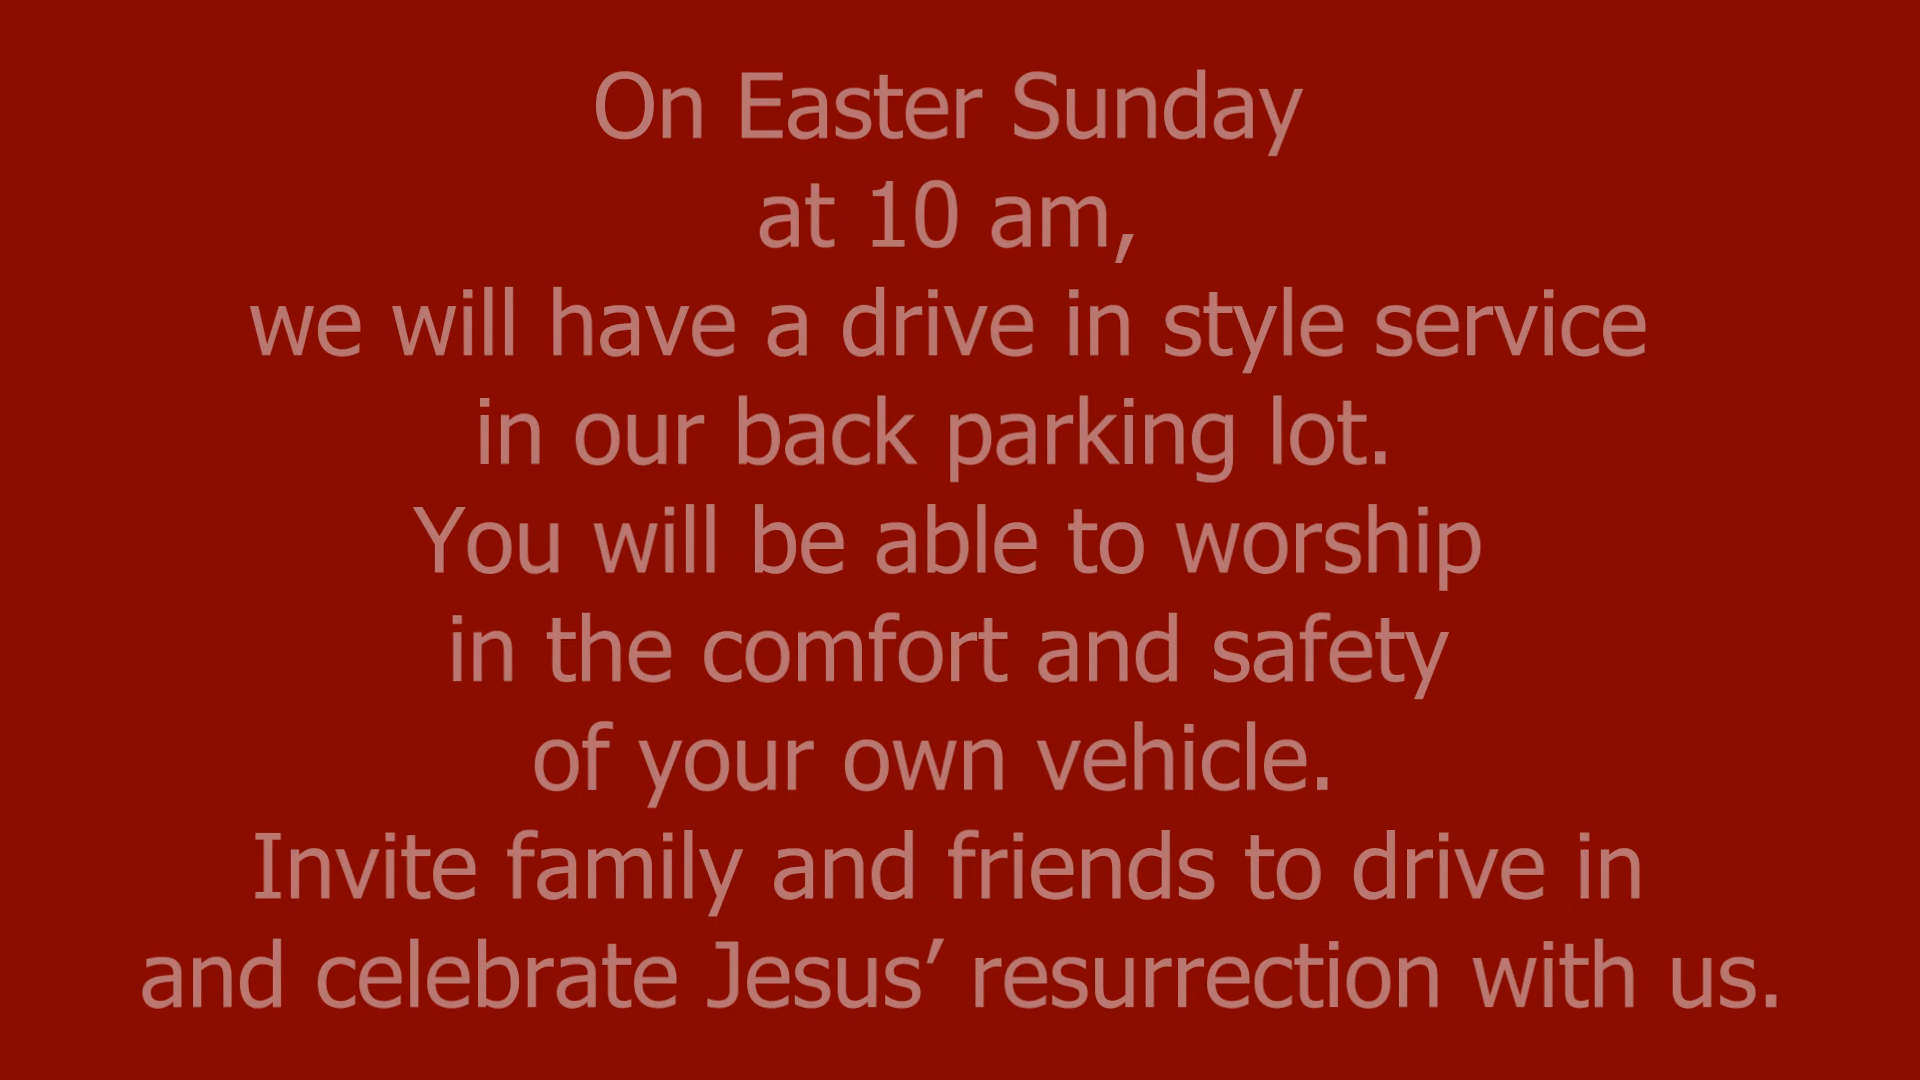 On Easter Sunday
at 10 am,
we will have a drive in style service
in our back parking lot.
You will be able to worship
in the comfort and safety
of your own vehicle.
Invite family and friends to drive in
and celebrate Jesus’ resurrection with us.